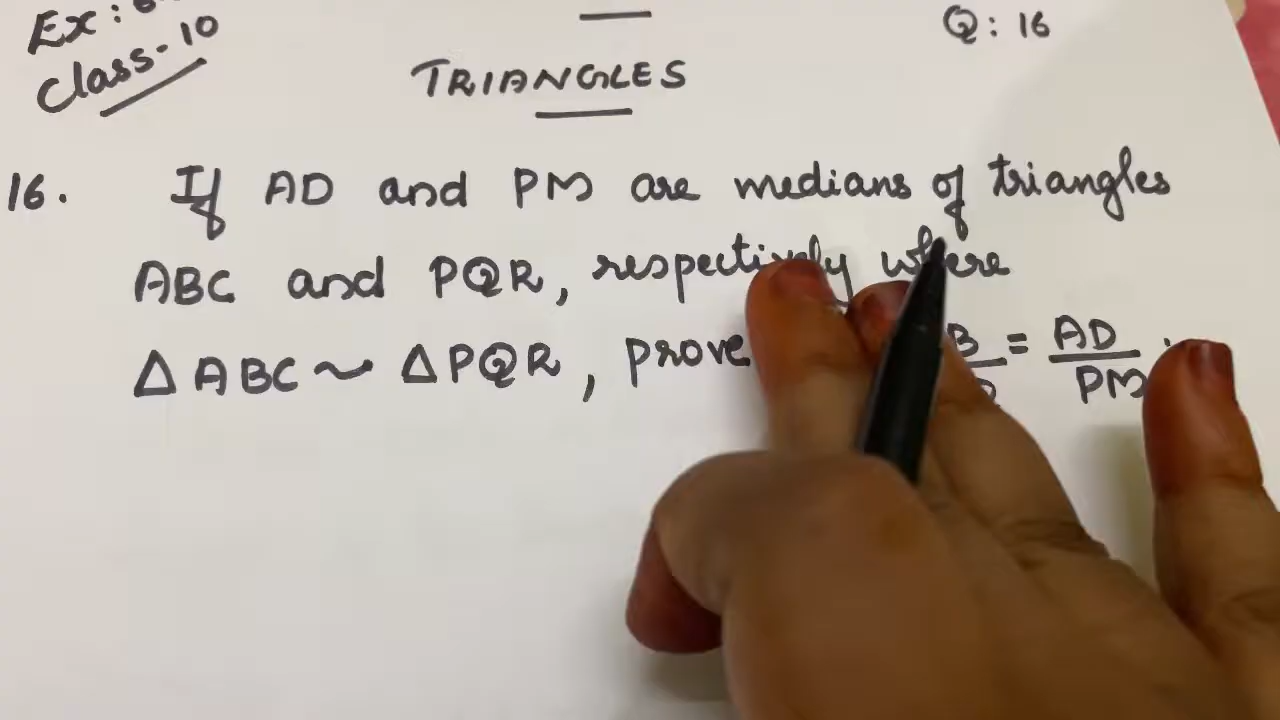 Ex: 6
Class-10
Q: 16
TRIANGLES
16. If AD and PM are medians of triangles
ABC and PQR, respectively where
△ABC ~ △PQR, prove B = AD/PM.